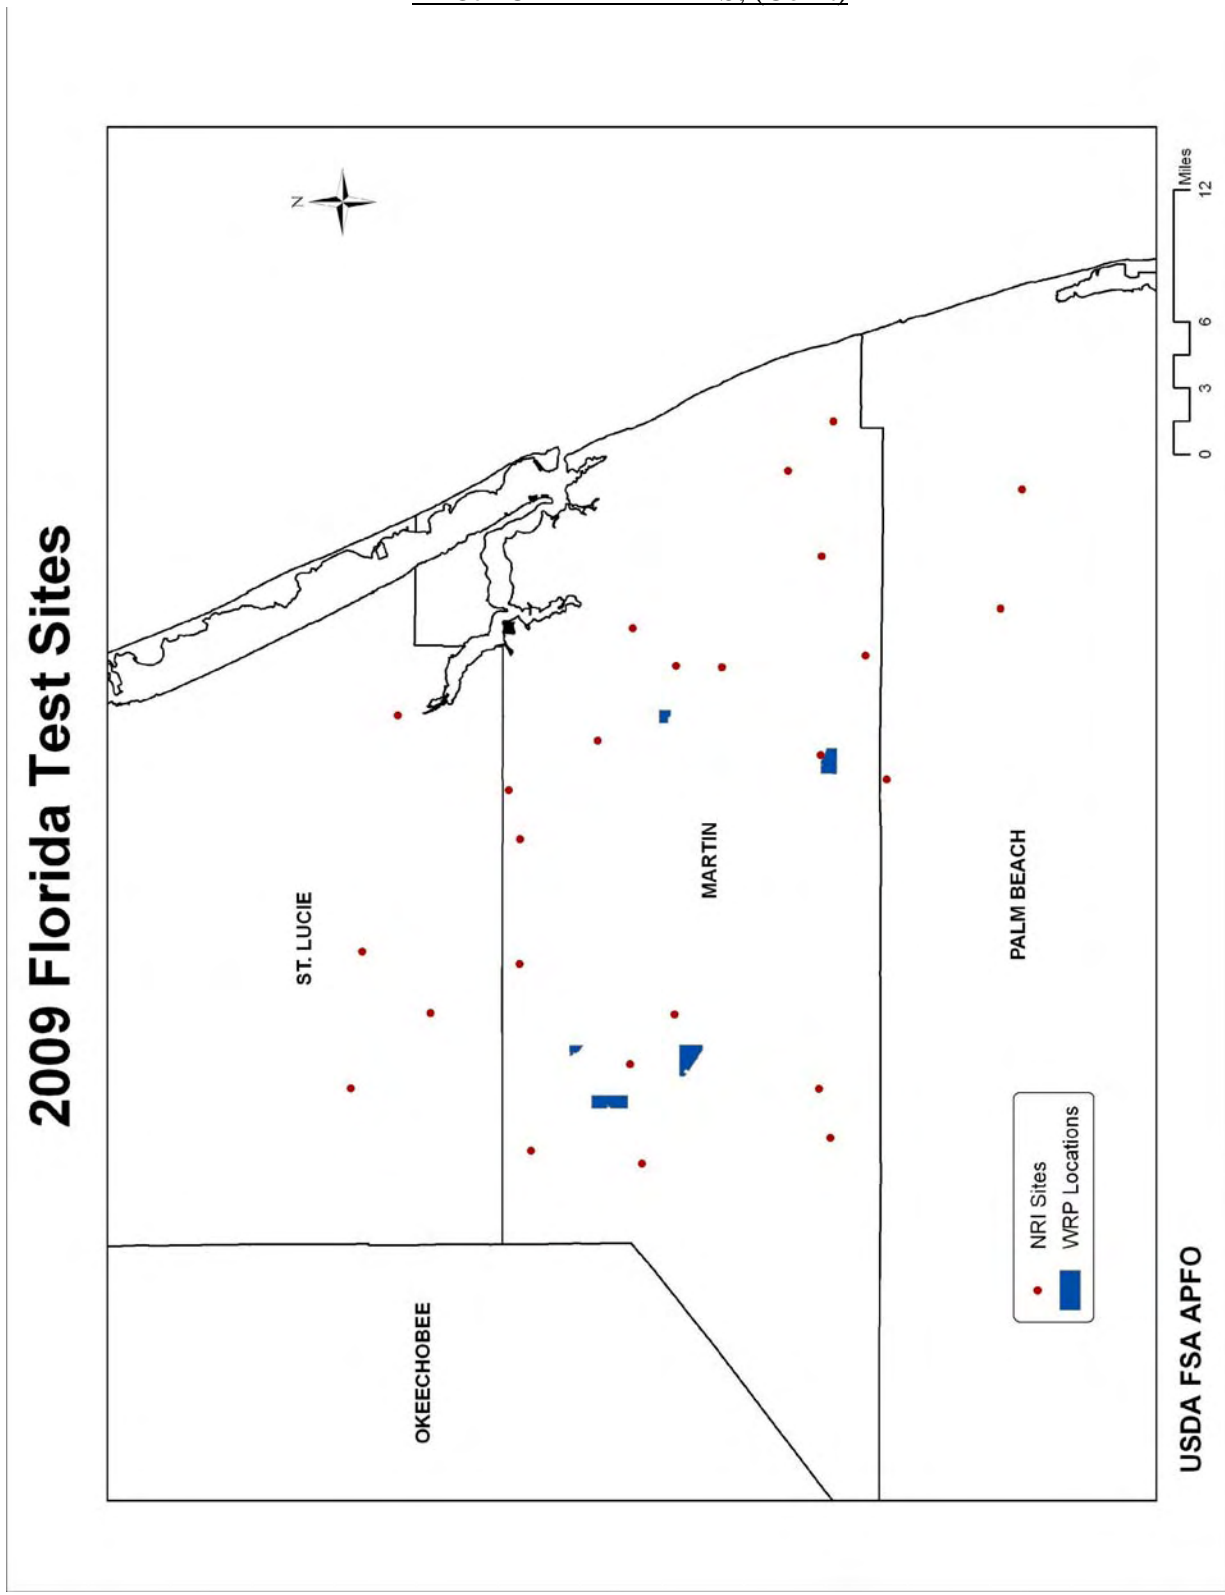 2009 Florida Test Sites
N
ST. LUCIE
OKEECHOBEE
MARTIN
PALM BEACH
NRI Sites
WRP Locations
USDA FSA APFO
0 3 6 12
Miles